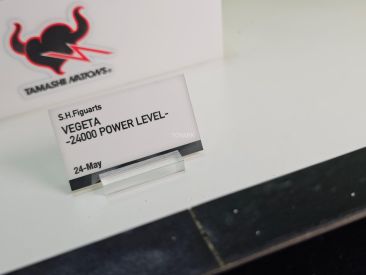 TAMASHII NATIONS
S.H.Figuarts
VEGETA
-24000 POWER LEVEL-
24-May